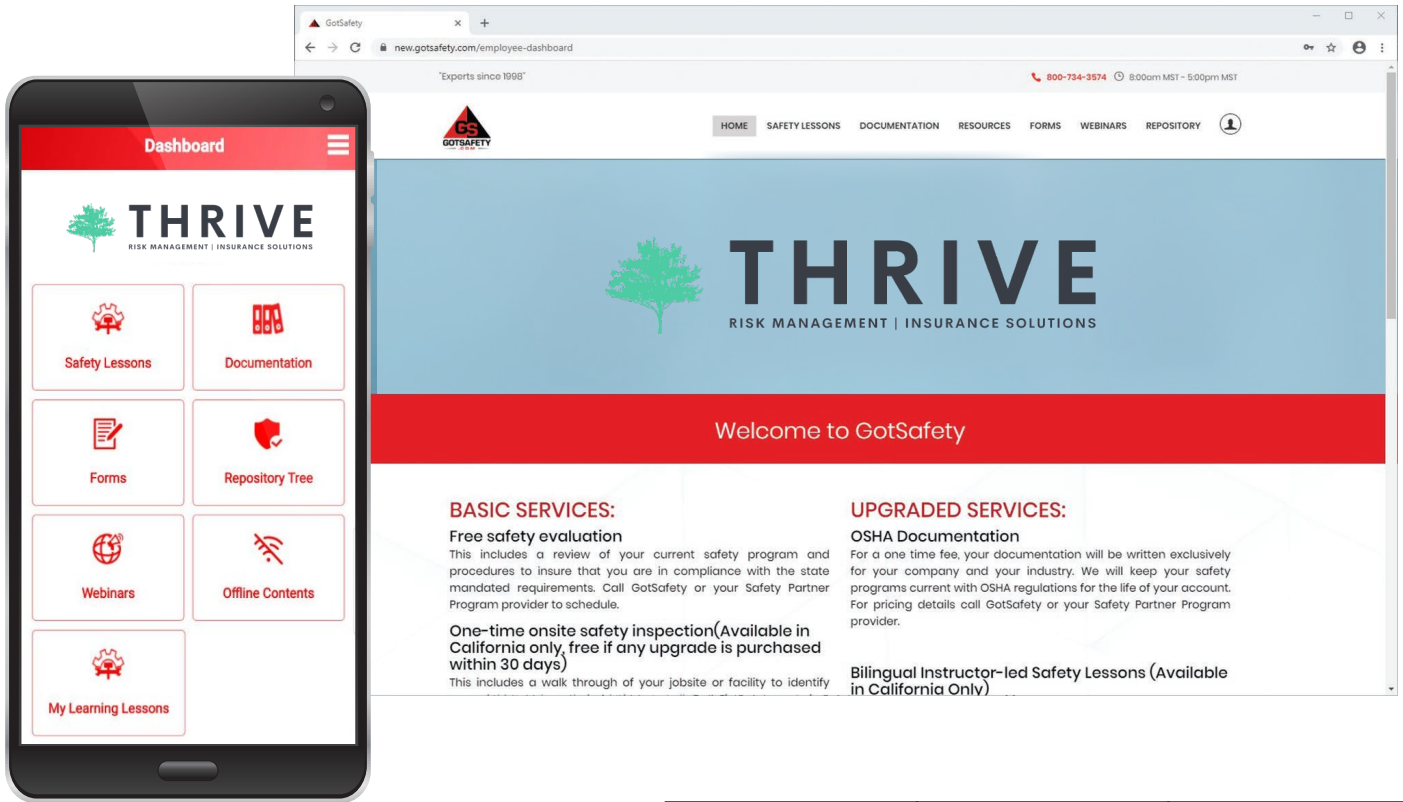 GotSafety
new.gotsafety.com/employee-dashboard
"Experts since 1998"
800-734-3574 8:00am MST - 5:00pm MST
GS
GOTSAFETY
.COM
HOME SAFETY LESSONS DOCUMENTATION RESOURCES FORMS WEBINARS REPOSITORY
THRIVE
RISK MANAGEMENT | INSURANCE SOLUTIONS
Welcome to GotSafety
BASIC SERVICES:
Free safety evaluation
This includes a review of your current safety program and
procedures to insure that you are in compliance with the state
mandated requirements. Call GotSafety or your Safety Partner
Program provider to schedule.
One-time onsite safety inspection(Available in
California only, free if any upgrade is purchased
within 30 days)
This includes a walk through of your jobsite or facility to identify
UPGRADED SERVICES:
OSHA Documentation
For a one time fee, your documentation will be written exclusively
for your company and your industry. We will keep your safety
programs current with OSHA regulations for the life of your account.
For pricing details call GotSafety or your Safety Partner Program
provider.
Bilingual Instructor-led Safety Lessons (Available
in California Only)
Dashboard
THRIVE
RISK MANAGEMENT | INSURANCE SOLUTIONS
Safety Lessons
Documentation
Forms
Repository Tree
Webinars
Offline Contents
My Learning Lessons